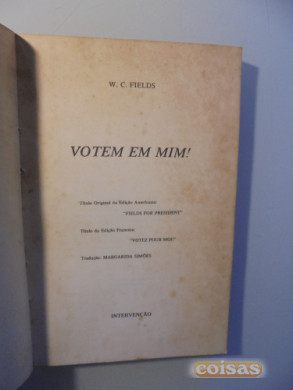 W. C. FIELDS
VOTEM EM MIM!
Título Original da Edição Americana:
"FIELDS FOR PRESIDENT"
Título da Edição Francesa:
"VOTEZ POUR MOI"
Tradução: MARGARIDA SIMÕES
INTERVENÇÃO
coisas